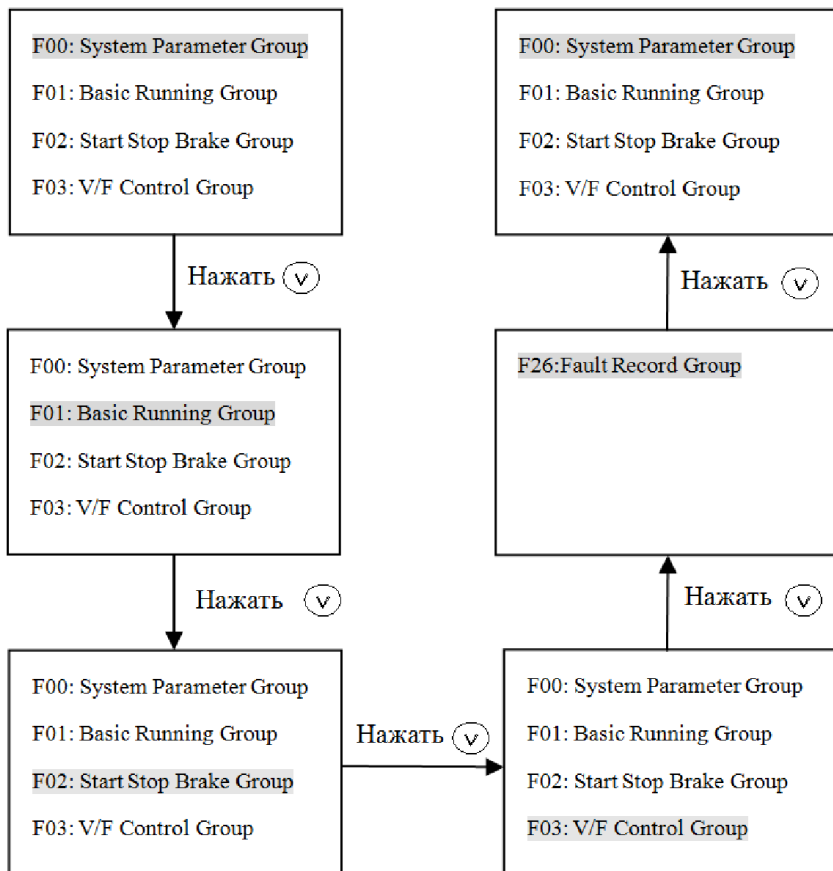 F00: System Parameter Group
F01: Basic Running Group
F02: Start Stop Brake Group
F03: V/F Control Group
Нажать v
F00: System Parameter Group
F01: Basic Running Group
F02: Start Stop Brake Group
F03: V/F Control Group
Нажать v
F00: System Parameter Group
F01: Basic Running Group
F02: Start Stop Brake Group
F03: V/F Control Group
Нажать v
F00: System Parameter Group
F01: Basic Running Group
F02: Start Stop Brake Group
F03: V/F Control Group
Нажать v
F26:Fault Record Group
Нажать v
F00: System Parameter Group
F01: Basic Running Group
F02: Start Stop Brake Group
F03: V/F Control Group